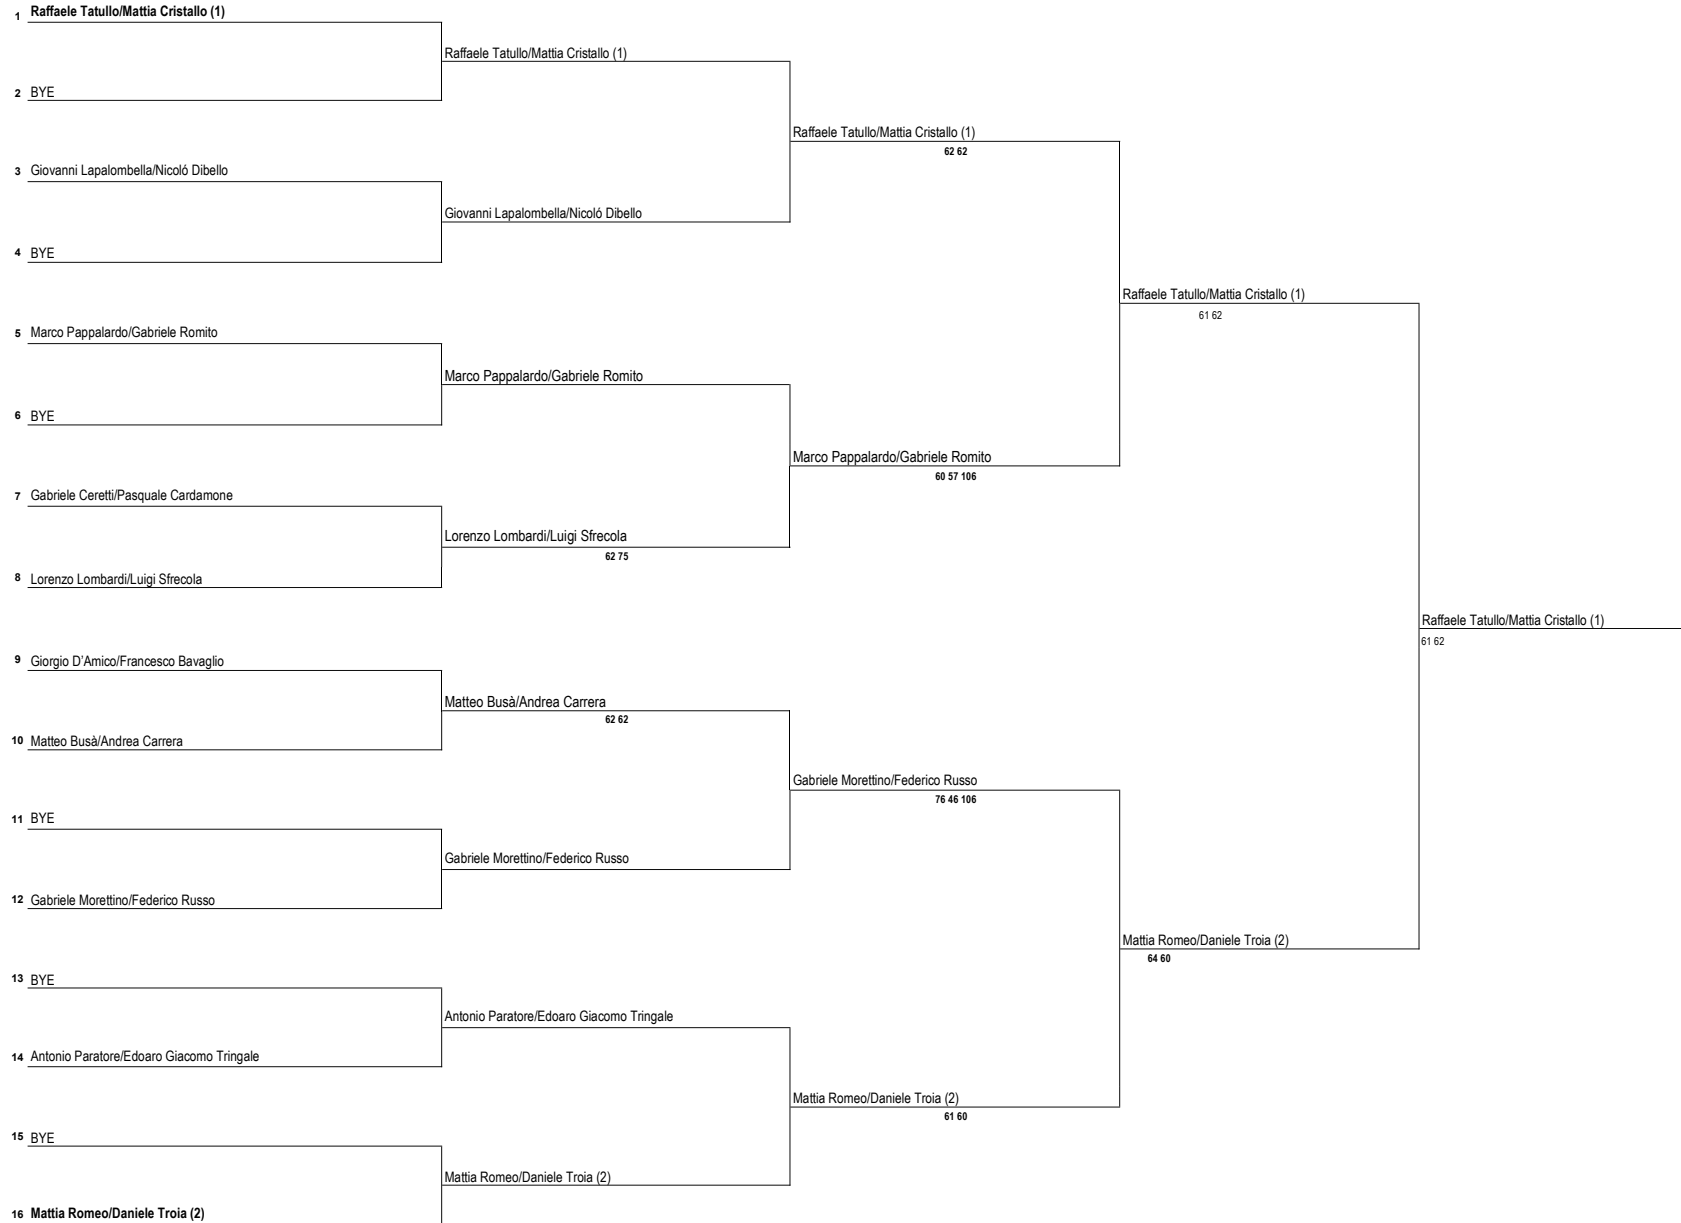 1 Raffaele Tatullo/Mattia Cristallo (1)
Raffaele Tatullo/Mattia Cristallo (1)
2 BYE
Raffaele Tatullo/Mattia Cristallo (1)
62 62
3 Giovanni Lapalombella/Nicoló Dibello
Giovanni Lapalombella/Nicoló Dibello
4 BYE
Raffaele Tatullo/Mattia Cristallo (1)
61 62
5 Marco Pappalardo/Gabriele Romito
Marco Pappalardo/Gabriele Romito
6 BYE
Marco Pappalardo/Gabriele Romito
60 57 106
7 Gabriele Ceretti/Pasquale Cardamone
Lorenzo Lombardi/Luigi Sfrecola
62 75
8 Lorenzo Lombardi/Luigi Sfrecola
Raffaele Tatullo/Mattia Cristallo (1)
61 62
9 Giorgio D'Amico/Francesco Bavaglio
Matteo Busà/Andrea Carrera
62 62
10 Matteo Busà/Andrea Carrera
Gabriele Morettino/Federico Russo
76 46 106
11 BYE
Gabriele Morettino/Federico Russo
12 Gabriele Morettino/Federico Russo
Mattia Romeo/Daniele Troia (2)
64 60
13 BYE
Antonio Paratore/Edoaro Giacomo Tringale
14 Antonio Paratore/Edoaro Giacomo Tringale
Mattia Romeo/Daniele Troia (2)
61 60
15 BYE
Mattia Romeo/Daniele Troia (2)
16 Mattia Romeo/Daniele Troia (2)